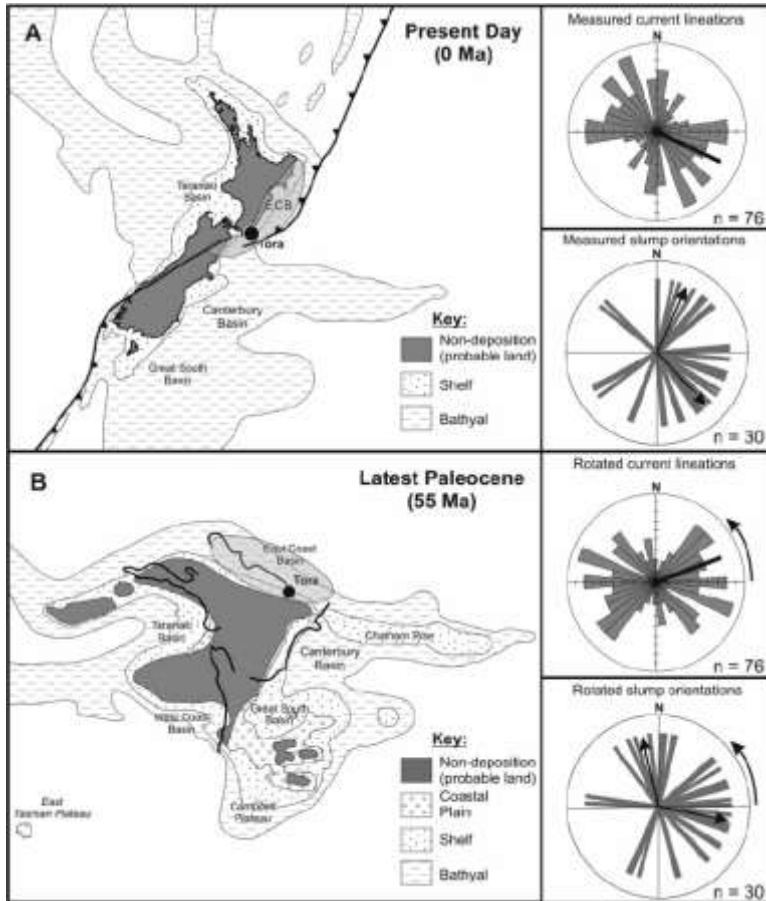 A
Present Day
(0 Ma)
Taranaki
Basin
E.C.B.
Tora
Canterbury
Basin
Great South
Basin
Key:
Non-deposition
(probable land)
Shelf
Bathyal
Measured current lineations
N
n = 76
Measured slump orientations
N
n = 30
B
Latest Paleocene
(55 Ma)
East Coast
Basin
Tora
Taranaki
Basin
Chatham Rise
Canterbury
Basin
West Coast
Basin
Great South
Basin
Campbell
Plateau
East
Tasman Plateau
Key:
Non-deposition
(probable land)
Coastal
Plain
Shelf
Bathyal
Rotated current lineations
N
n = 76
Rotated slump orientations
N
n = 30